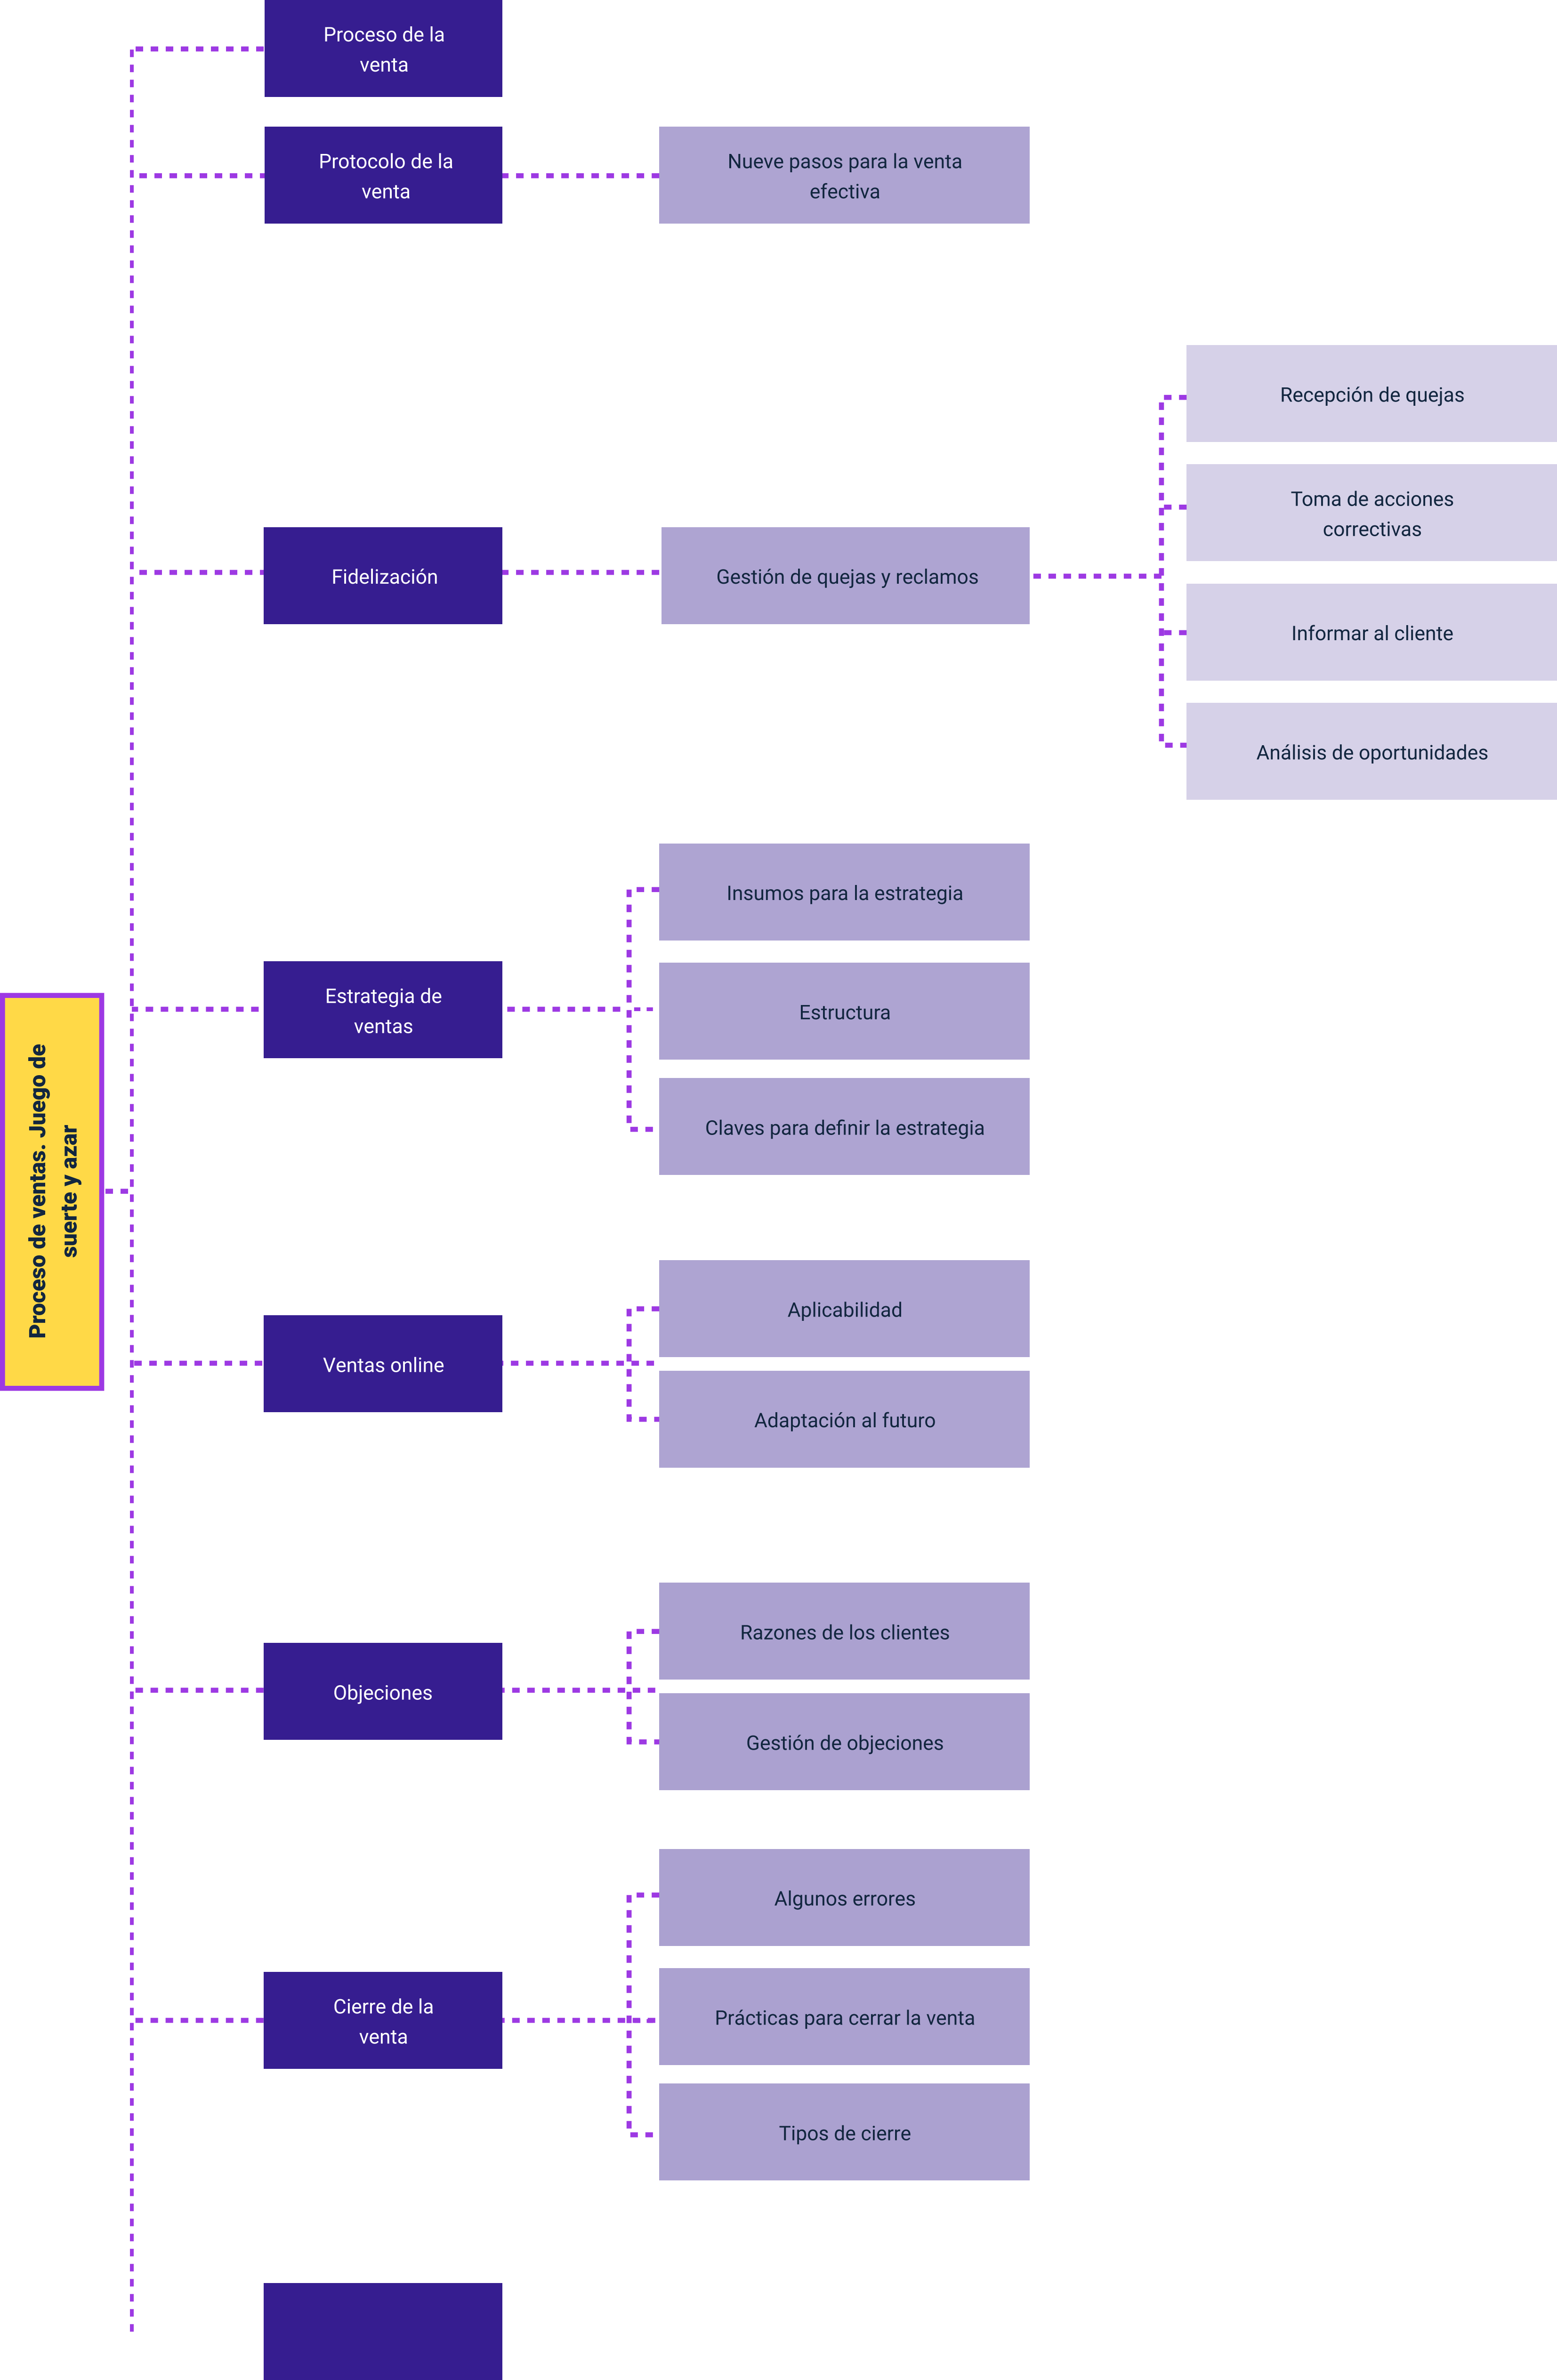 Proceso de la
venta
Protocolo de la
venta
Nueve pasos para la venta
efectiva
Recepción de quejas
Toma de acciones
correctivas
Fidelización
Gestión de quejas y reclamos
Informar al cliente
Análisis de oportunidades
Insumos para la estrategia
Estrategia de
ventas
Estructura
Claves para definir la estrategia
Proceso de ventas. Juego de
suerte y azar
Aplicabilidad
Ventas online
Adaptación al futuro
Razones de los clientes
Objeciones
Gestión de objeciones
Algunos errores
Cierre de la
venta
Prácticas para cerrar la venta
Tipos de cierre